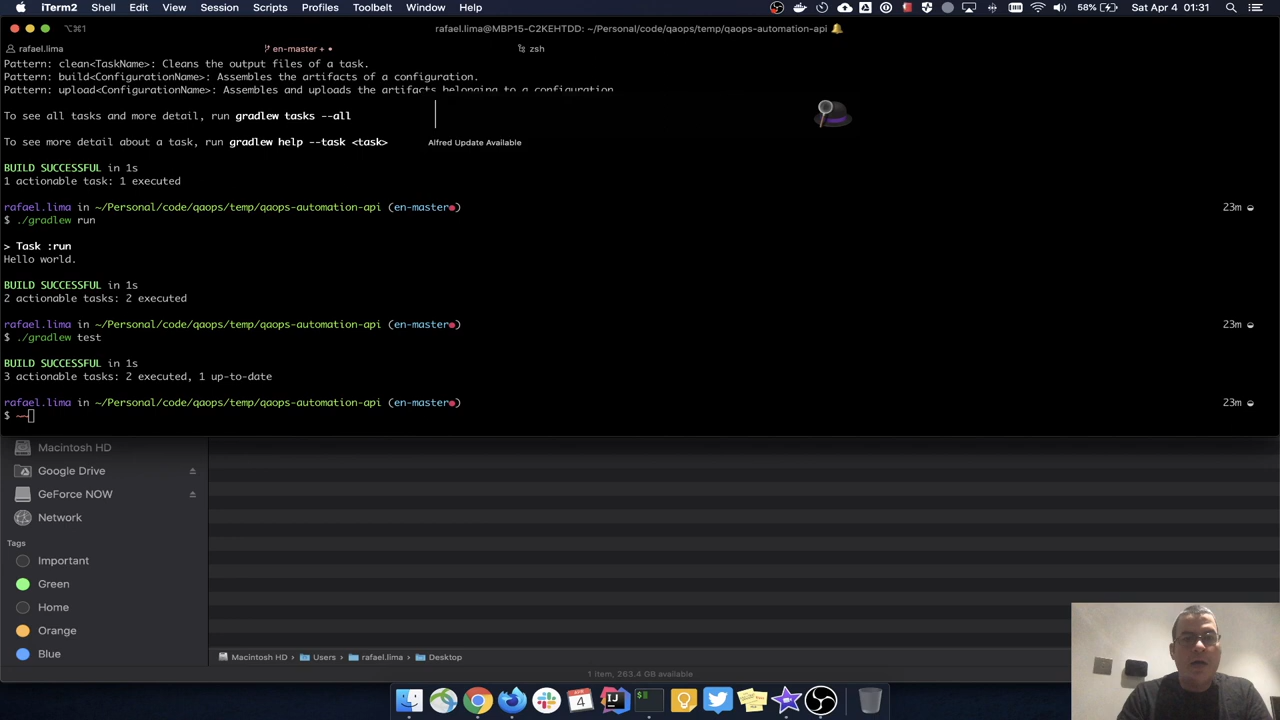 iTerm2 Shell Edit View Session Scripts Profiles Toolbelt Window Help 58% Sat Apr 4 01:31
⌥⌘1 rafael.lima@MBP15-C2KEHTDD: ~/Personal/code/qaops/temp/qaops-automation-api 🔔
rafael.lima en-master + • zsh
Pattern: clean<TaskName>: Cleans the output files of a task.
Pattern: build<ConfigurationName>: Assembles the artifacts of a configuration.
Pattern: upload<ConfigurationName>: Assembles and uploads the artifacts belonging to a configuration
To see all tasks and more detail, run gradlew tasks --all
To see more detail about a task, run gradlew help --task <task>
Alfred Update Available
BUILD SUCCESSFUL in 1s
1 actionable task: 1 executed
rafael.lima in ~/Personal/code/qaops/temp/qaops-automation-api (en-master●) 23m
$ ./gradlew run
> Task :run
Hello world.
BUILD SUCCESSFUL in 1s
2 actionable tasks: 2 executed
rafael.lima in ~/Personal/code/qaops/temp/qaops-automation-api (en-master●) 23m
$ ./gradlew test
BUILD SUCCESSFUL in 1s
3 actionable tasks: 2 executed, 1 up-to-date
rafael.lima in ~/Personal/code/qaops/temp/qaops-automation-api (en-master●) 23m
$ ~~
Macintosh HD
Google Drive
GeForce NOW
Network
Tags
Important
Green
Home
Orange
Blue
Macintosh HD › Users › rafael.lima › Desktop
1 item, 263.4 GB available